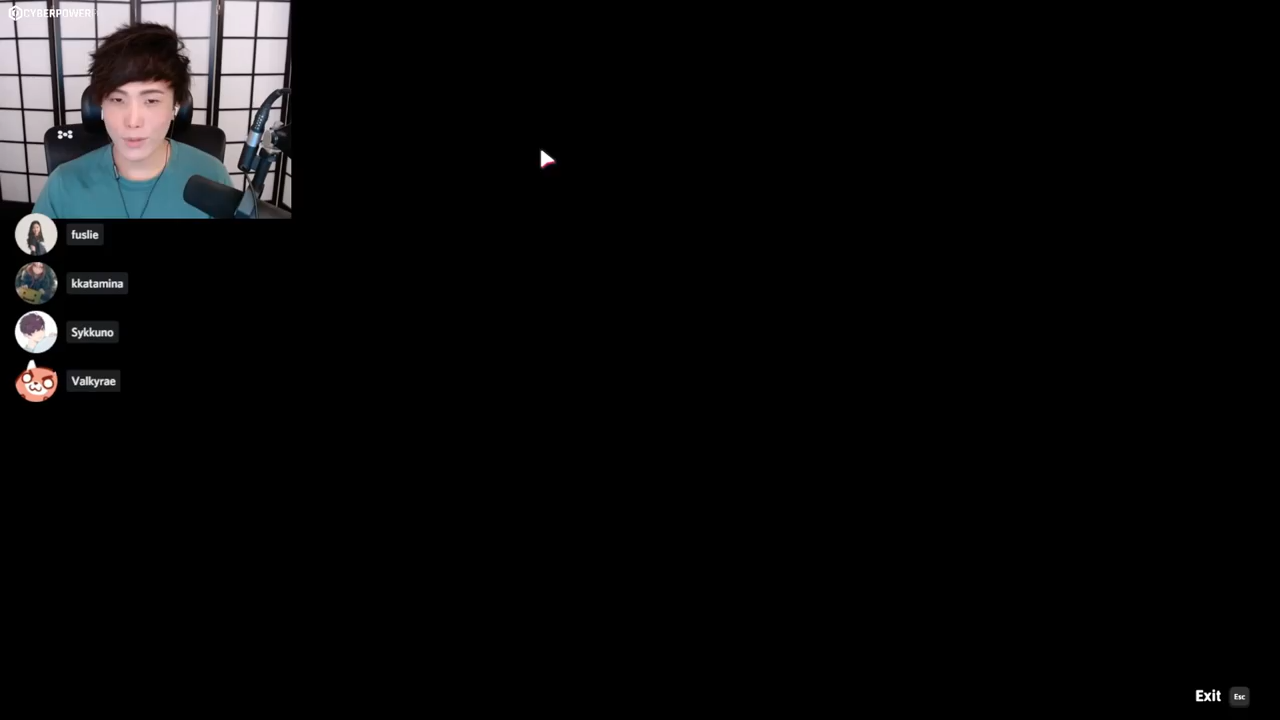 CYBERPOWER
fuslie
kkatamina
Sykkuno
Valkyrae
Exit Esc